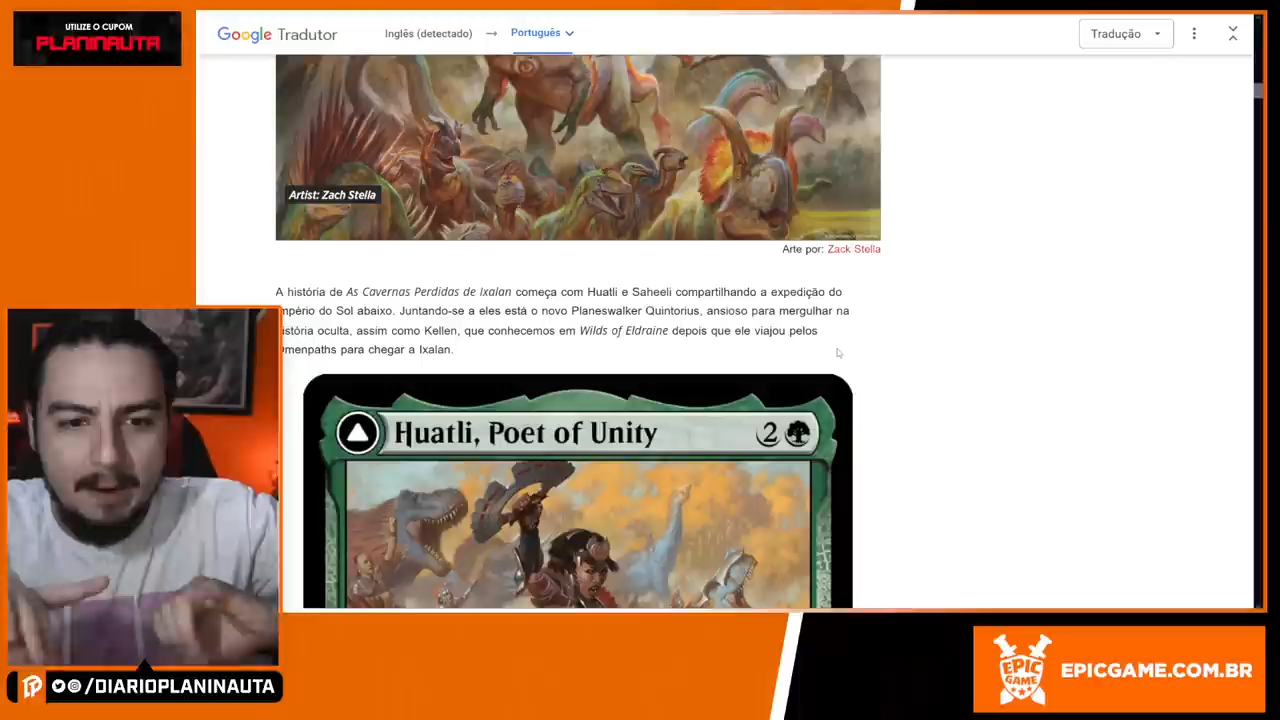 UTILIZE O CUPOM
PLANINAUTA
Google Tradutor
Inglês (detectado) → Português
Tradução
Artist: Zach Stella
Arte por: Zack Stella
A história de As Cavernas Perdidas de Ixalan começa com Huatli e Saheeli compartilhando a expedição do
mpério do Sol abaixo. Juntando-se a eles está o novo Planeswalker Quintorius, ansioso para mergulhar na
istória oculta, assim como Kellen, que conhecemos em Wilds of Eldraine depois que ele viajou pelos
menpaths para chegar a Ixalan.
Huatli, Poet of Unity 2
/DIARIOPLANINAUTA
EPIC GAME
EPICGAME.COM.BR